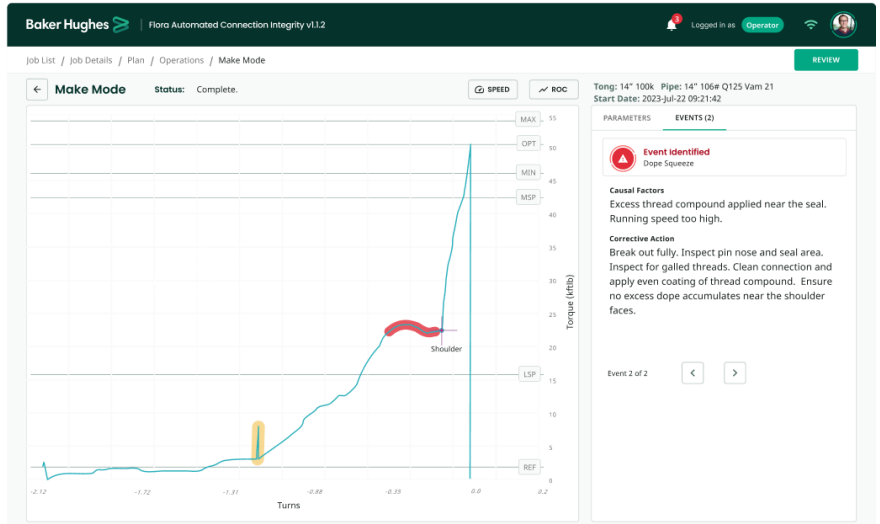 Baker Hughes
Flora Automated Connection Integrity v1.1.2
3
Logged in as Operator
Job List / Job Details / Plan / Operations / Make Mode
REVIEW
Make Mode
Status: Complete.
SPEED
ROC
Tong: 14" 100k Pipe: 14" 106# Q125 Vam 21
Start Date: 2023-Jul-22 09:21:42
PARAMETERS
EVENTS (2)
MAX
OPT
MIN
MSP
LSP
REF
55
50
45
40
35
30
25
20
15
10
5
0
Torque (kftlb)
Shoulder
-2.12
-1.72
-1.31
-0.88
-0.35
0.0
0.2
Turns
Event Identified
Dope Squeeze
Causal Factors
Excess thread compound applied near the seal.
Running speed too high.
Corrective Action
Break out fully. Inspect pin nose and seal area.
Inspect for galled threads. Clean connection and
apply even coating of thread compound. Ensure
no excess dope accumulates near the shoulder
faces.
Event 2 of 2